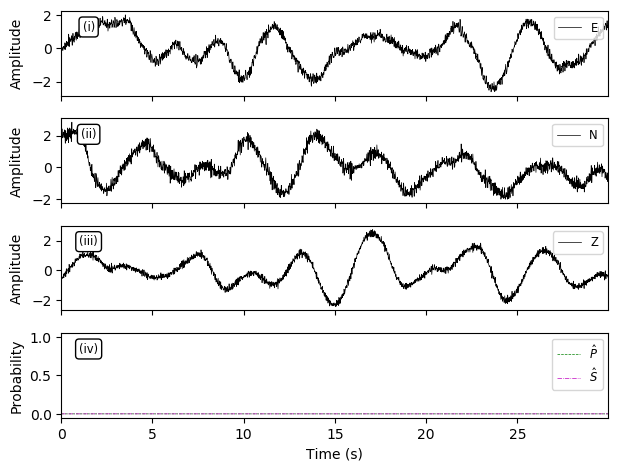 Amplitude
2
0
−2
(i)
E
Amplitude
2
0
−2
(ii)
N
Amplitude
2
0
−2
(iii)
Z
Probability
1.0
0.5
0.0
(iv)
P̂
Ŝ
0 5 10 15 20 25
Time (s)